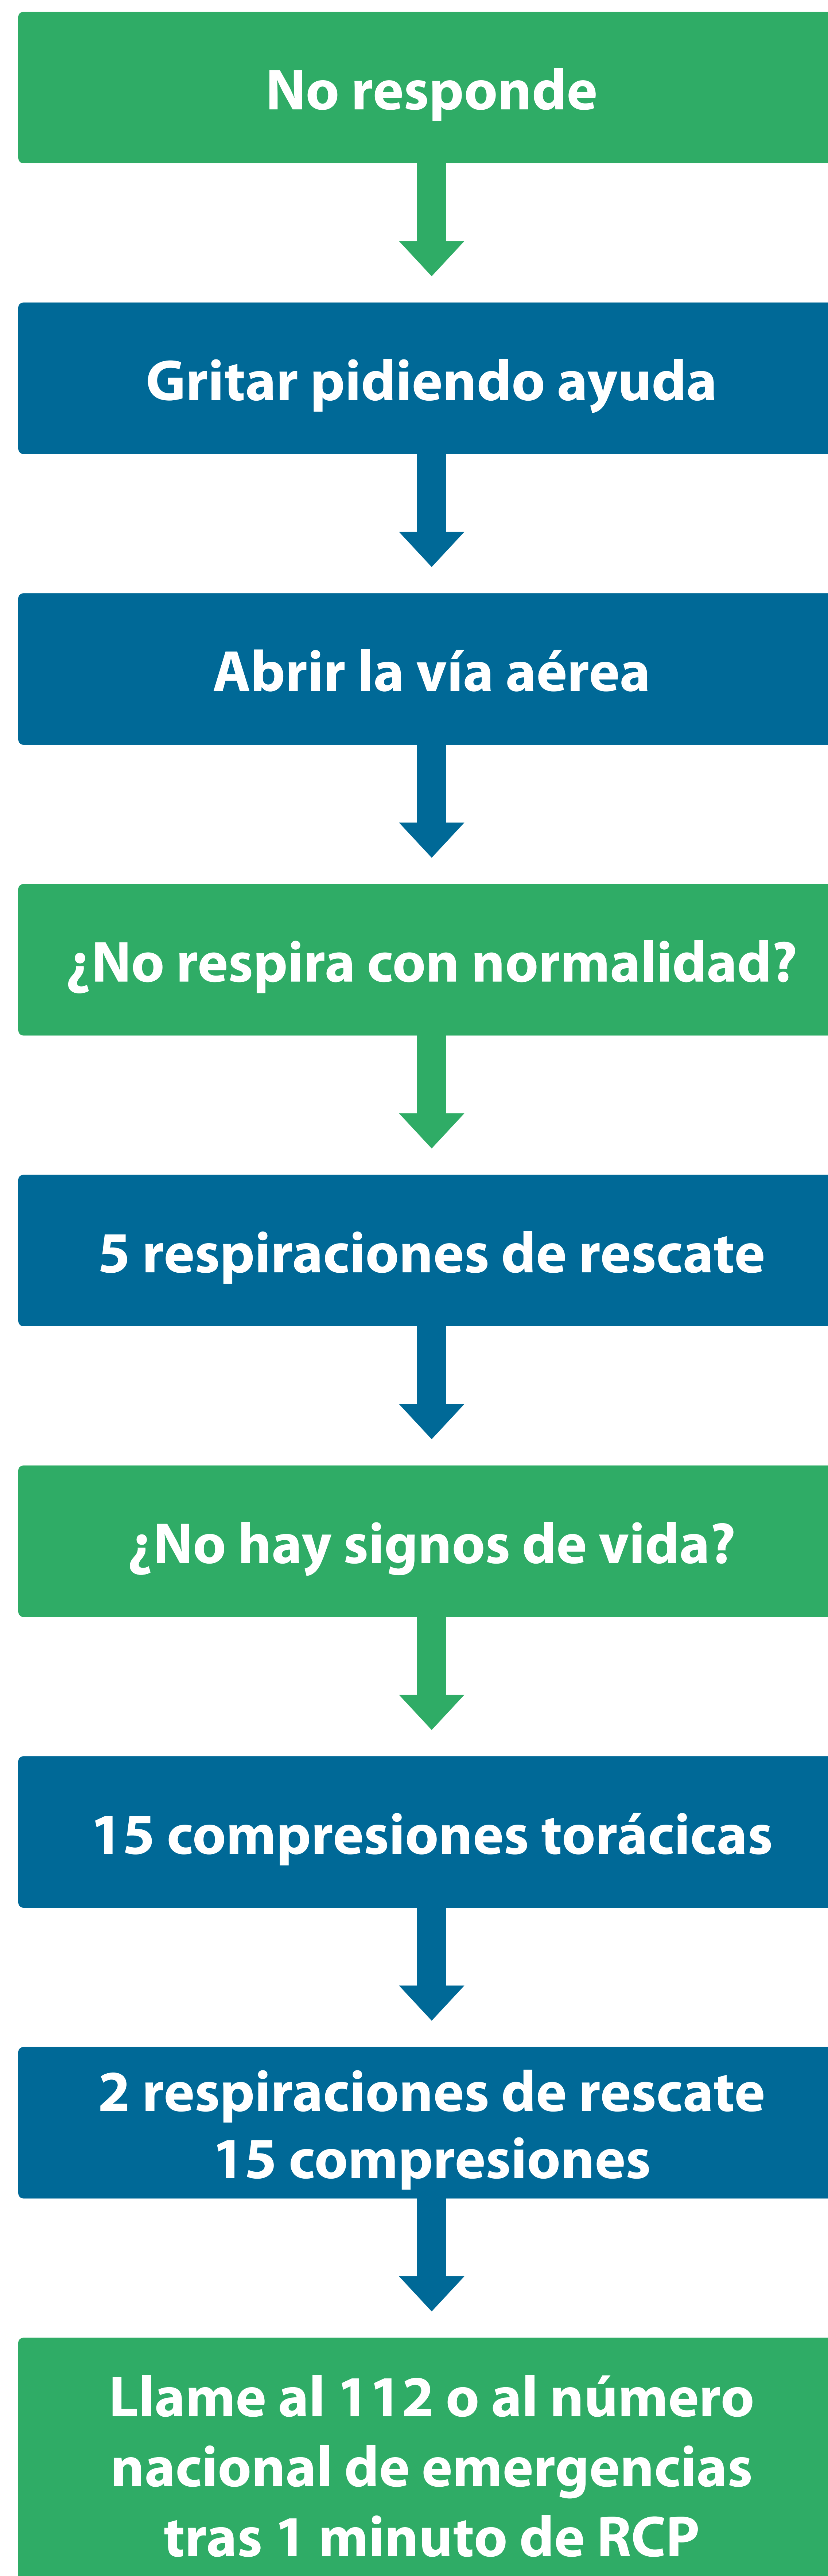 No responde
Gritar pidiendo ayuda
Abrir la vía aérea
¿No respira con normalidad?
5 respiraciones de rescate
¿No hay signos de vida?
15 compresiones torácicas
2 respiraciones de rescate
15 compresiones
Llame al 112 o al número
nacional de emergencias
tras 1 minuto de RCP